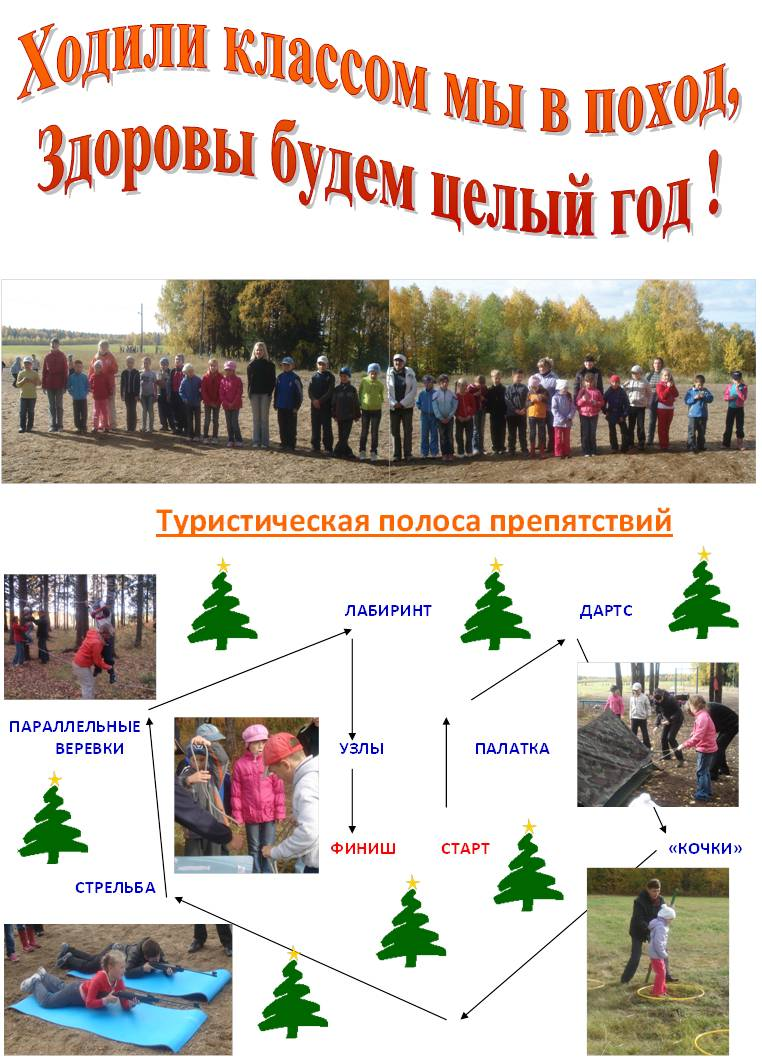 Ходили классом мы в поход,
Здоровы будем целый год !
Туристическая полоса препятствий
ЛАБИРИНТ
ДАРТС
ПАРАЛЛЕЛЬНЫЕ
ВЕРЕВКИ
УЗЛЫ
ПАЛАТКА
ФИНИШ
СТАРТ
«КОЧКИ»
СТРЕЛЬБА